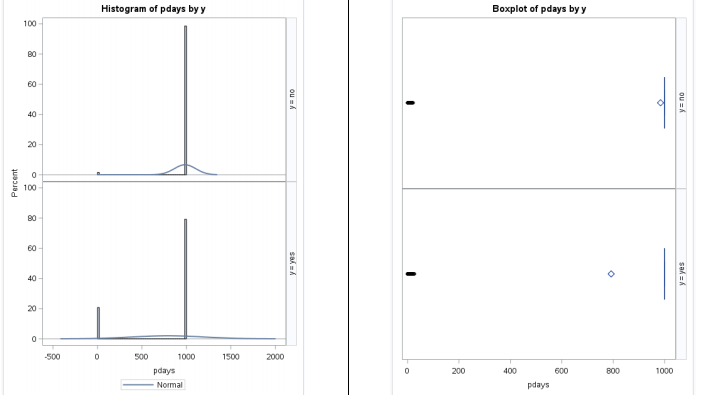 Histogram of pdays by y
100
80
60
40
20
0
y = no
Percent
100
80
60
40
20
0
y = yes
-500
0
500
1000
1500
2000
pdays
Normal
Boxplot of pdays by y
y = no
y = yes
0
200
400
600
800
1000
pdays